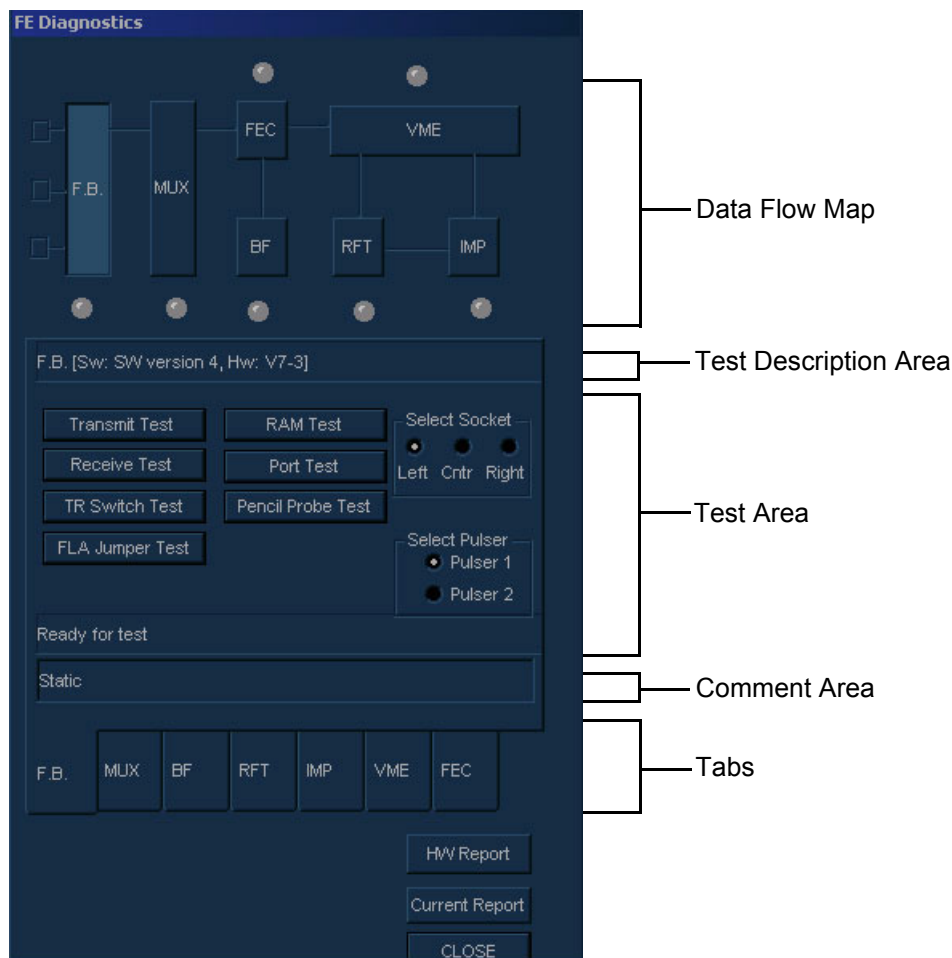 FE Diagnostics
FEC
VME
F.B.
MUX
BF
RFT
IMP
Data Flow Map
F.B. [Sw: SW version 4, Hw: V7-3]
Test Description Area
Transmit Test
RAM Test
Select Socket
Receive Test
Port Test
Left Cntr Right
TR Switch Test
Pencil Probe Test
FLA Jumper Test
Select Pulser
Pulser 1
Pulser 2
Test Area
Ready for test
Static
Comment Area
F.B. MUX BF RFT IMP VME FEC
Tabs
HW Report
Current Report
CLOSE